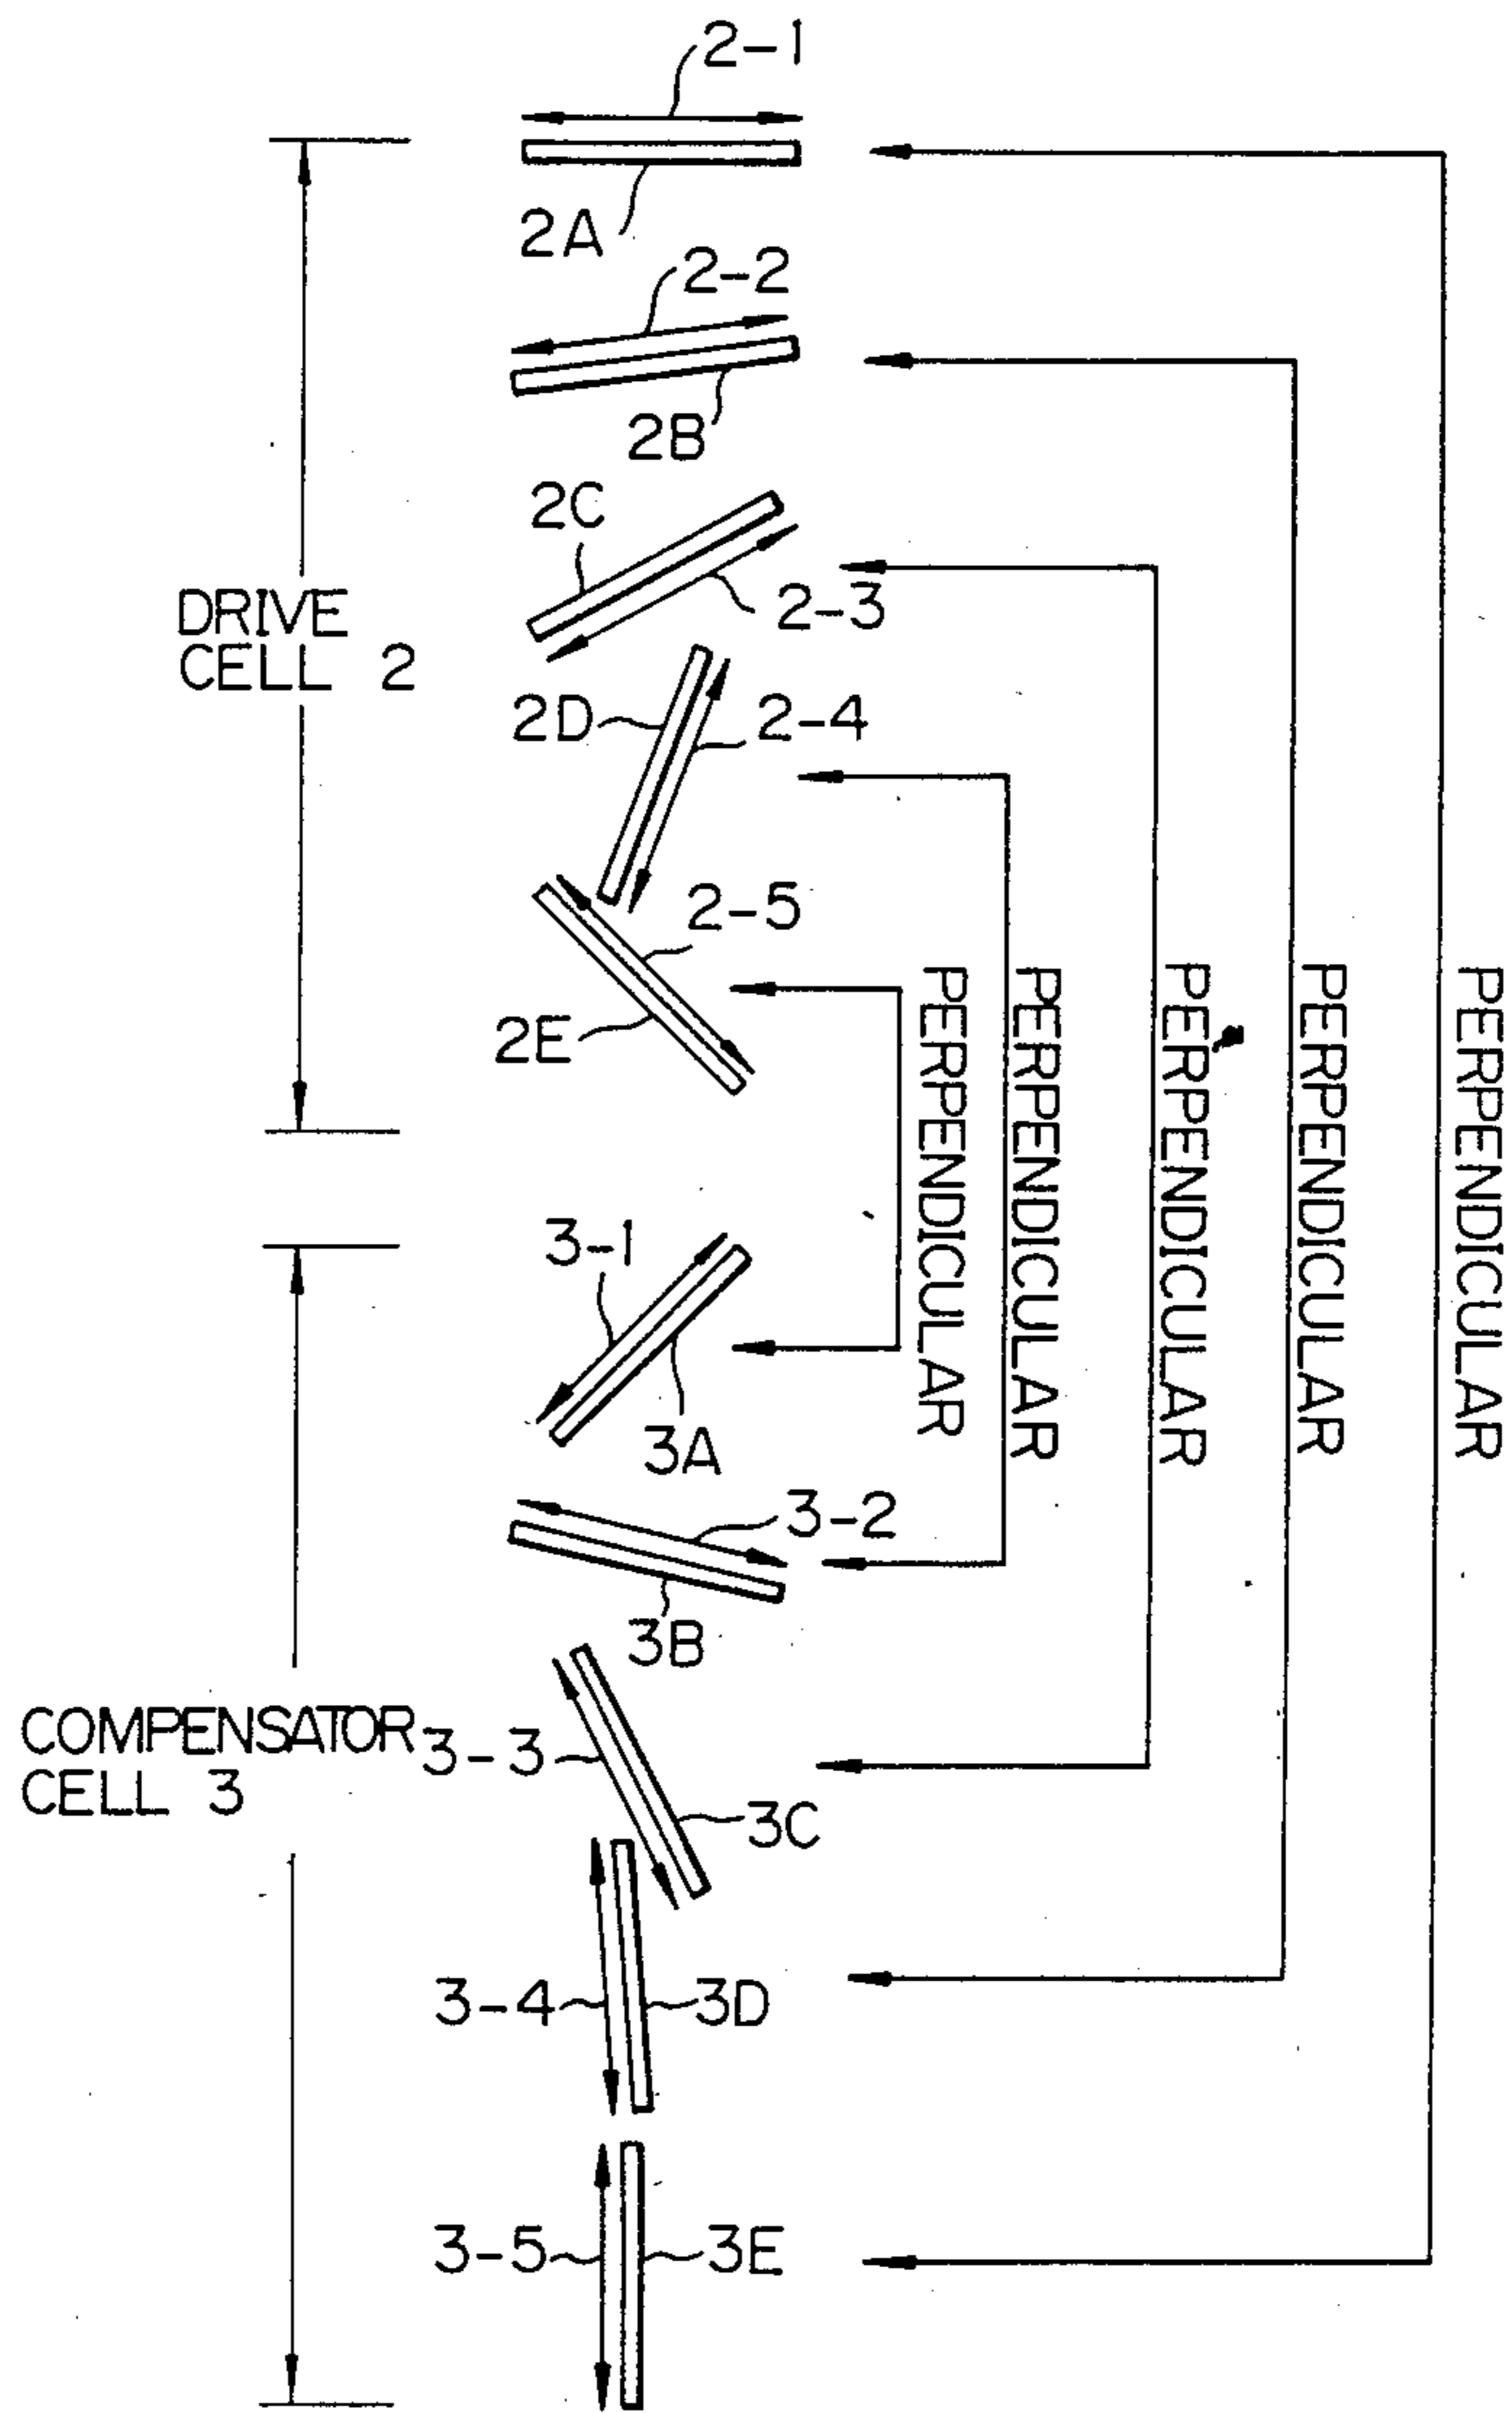 2-1
2A
2-2
2B
2C
2-3
DRIVE
CELL 2
2D
2-4
2-5
2E
PERPENDICULAR
PERPENDICULAR
PERPENDICULAR
PERPENDICULAR
PERPENDICULAR
3-1
3A
3-2
3B
COMPENSATOR
CELL 3
3-3
3C
3-4
3D
3-5
3E